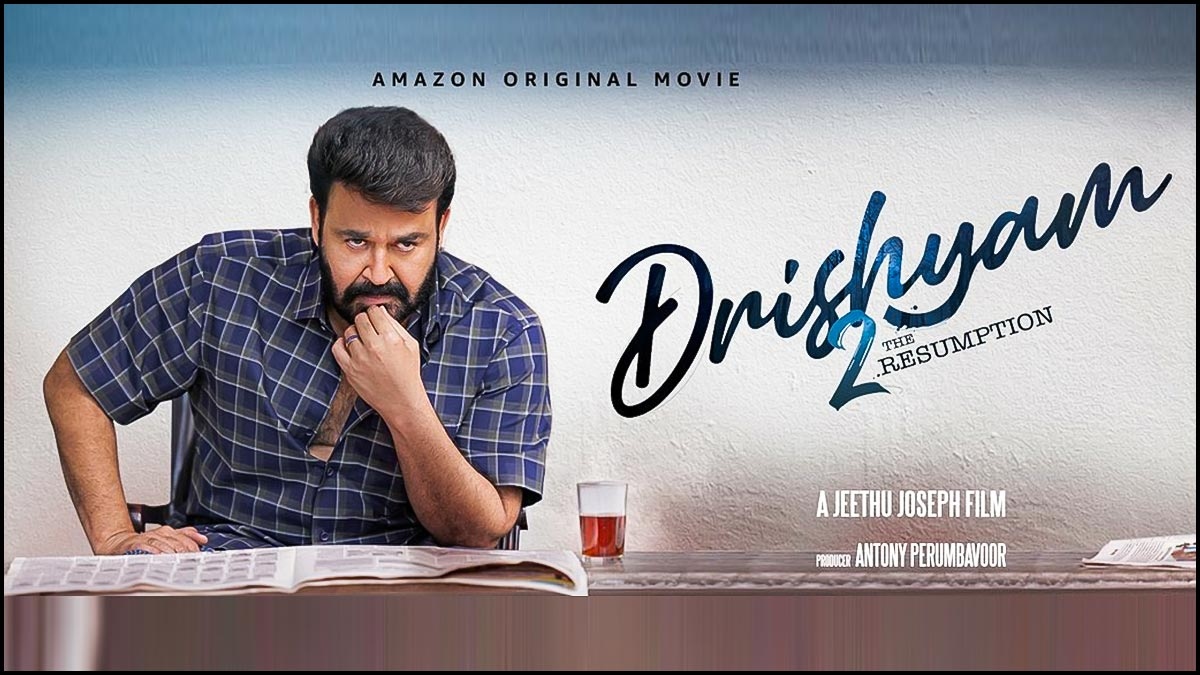 AMAZON ORIGINAL MOVIE
Drishyam
2
THE
RESUMPTION
A JEETHU JOSEPH FILM
PRODUCER ANTONY PERUMBAVOOR